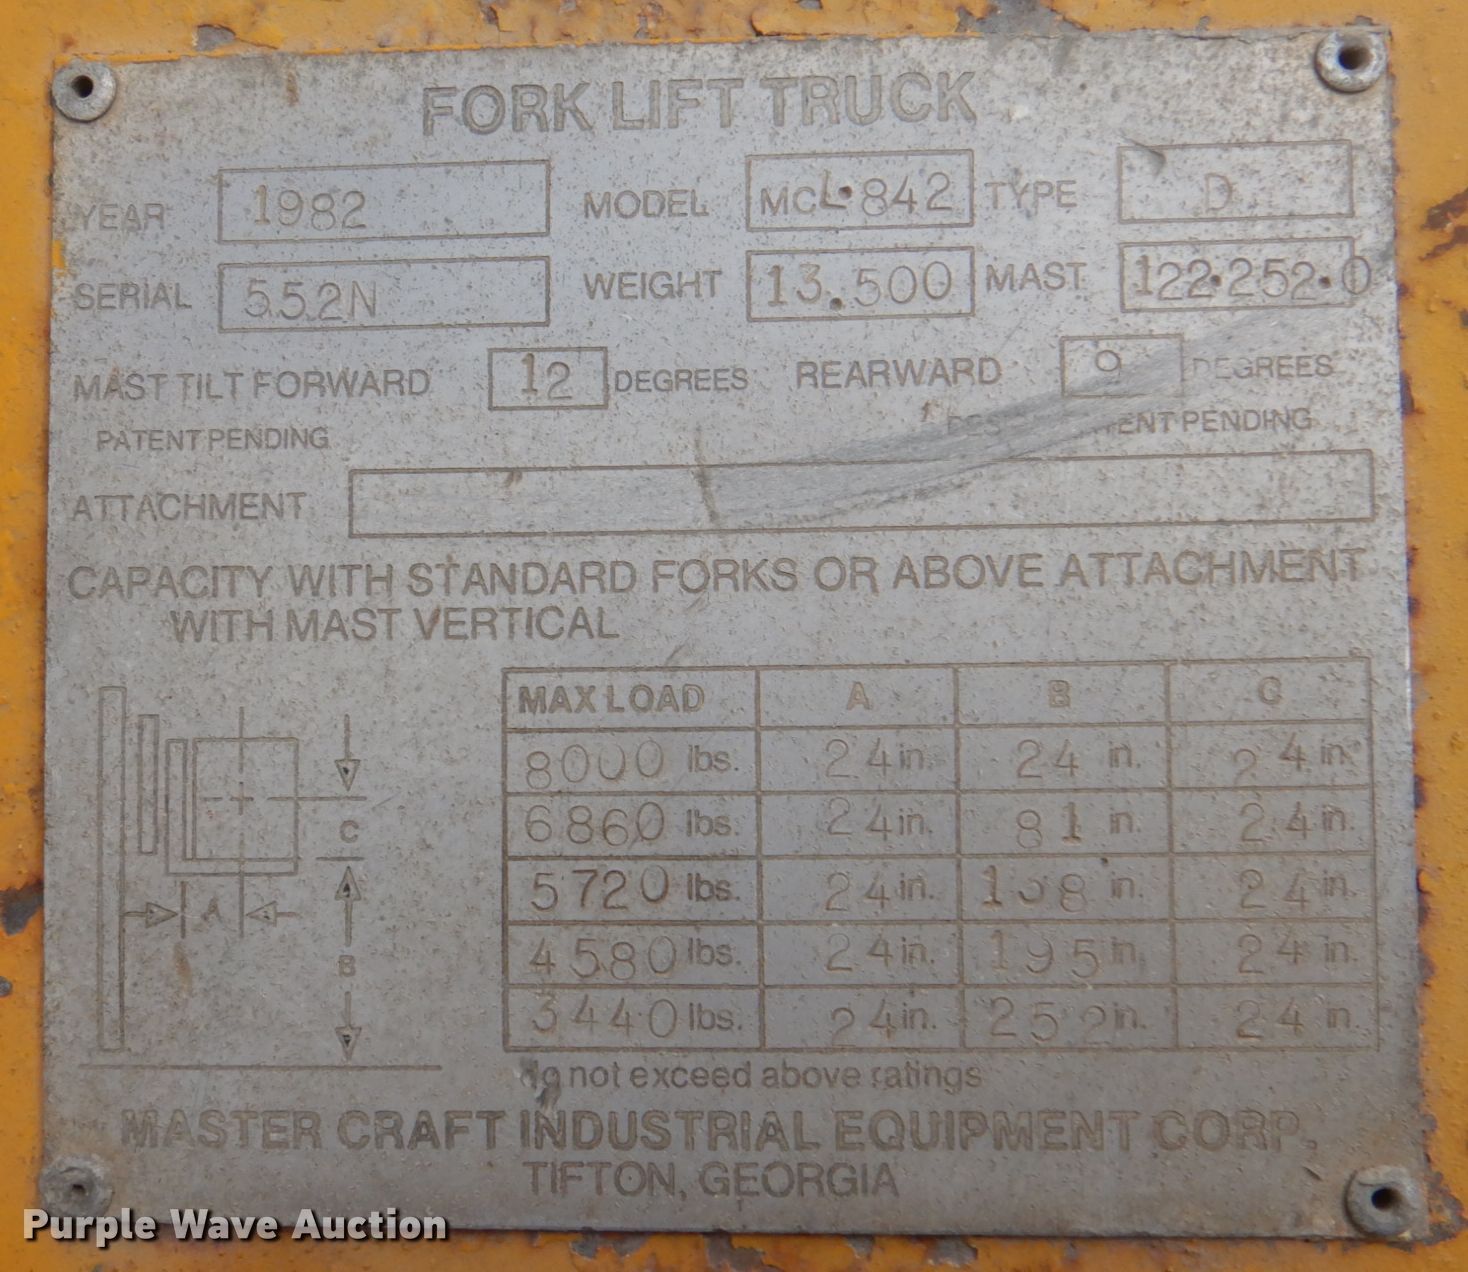 FORK LIFT TRUCK
YEAR 1982 MODEL MCL·842 TYPE D
SERIAL 552N WEIGHT 13.500 MAST 122·252·0
MAST TILT FORWARD 12 DEGREES REARWARD 9 DEGREES
PATENT PENDING PENDING
ATTACHMENT
CAPACITY WITH STANDARD FORKS OR ABOVE ATTACHMENT
WITH MAST VERTICAL
MAX LOAD A B C
8000 lbs. 24 in. 24 in. 24 in.
6860 lbs. 24 in. 81 in. 24 in.
5720 lbs. 24 in. 138 in. 24 in.
4580 lbs. 24 in. 195 in. 24 in.
3440 lbs. 24 in. 252 in. 24 in.
C
A
B
do not exceed above ratings
MASTER CRAFT INDUSTRIAL EQUIPMENT CORP.
TIFTON, GEORGIA
Purple Wave Auction